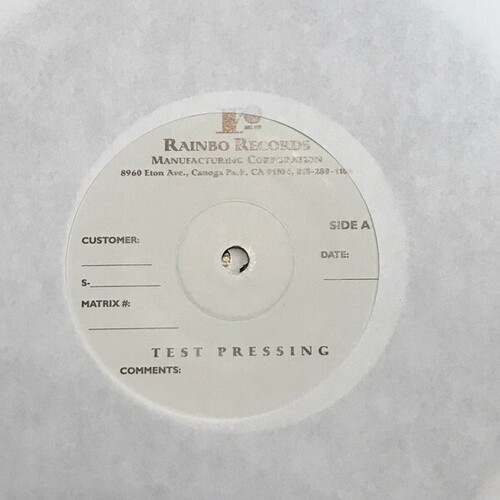 RAINBO RECORDS
MANUFACTURING CORPORATION
8960 Eton Ave., Canoga Park, CA
SIDE A
CUSTOMER:
DATE:
S-
MATRIX #:
TEST PRESSING
COMMENTS: